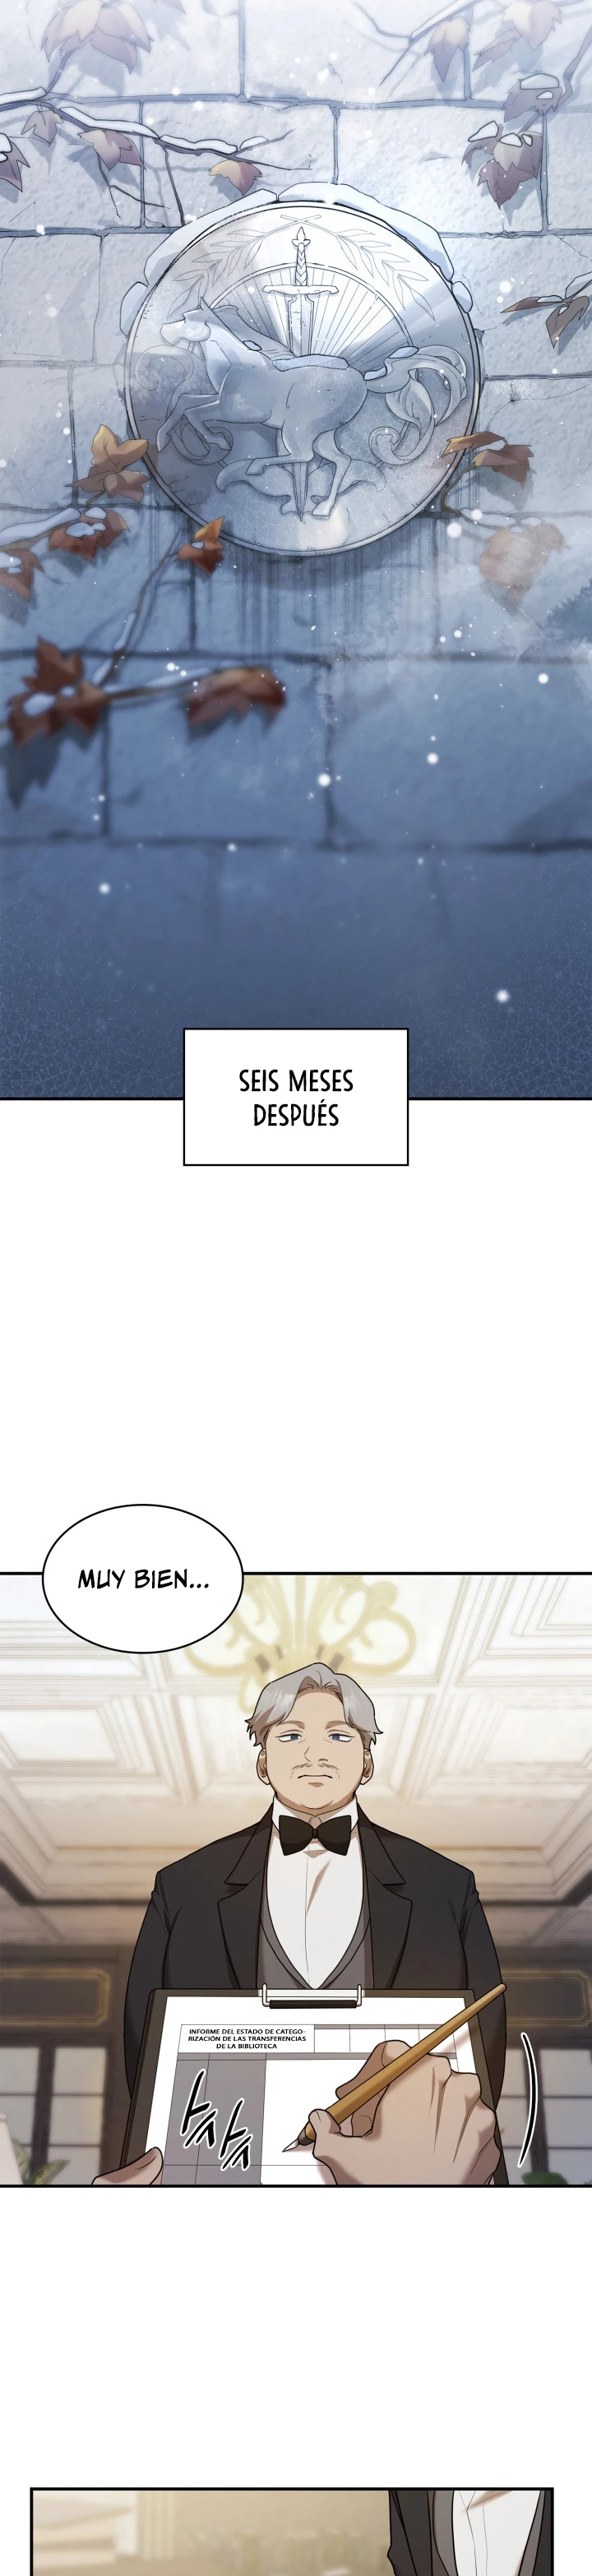 SEIS MESES
DESPUÉS
MUY BIEN...
INFORME DEL ESTADO DE CATEGO-
RIZACIÓN DE LAS TRANSFERENCIAS
DE LA BIBLIOTECA